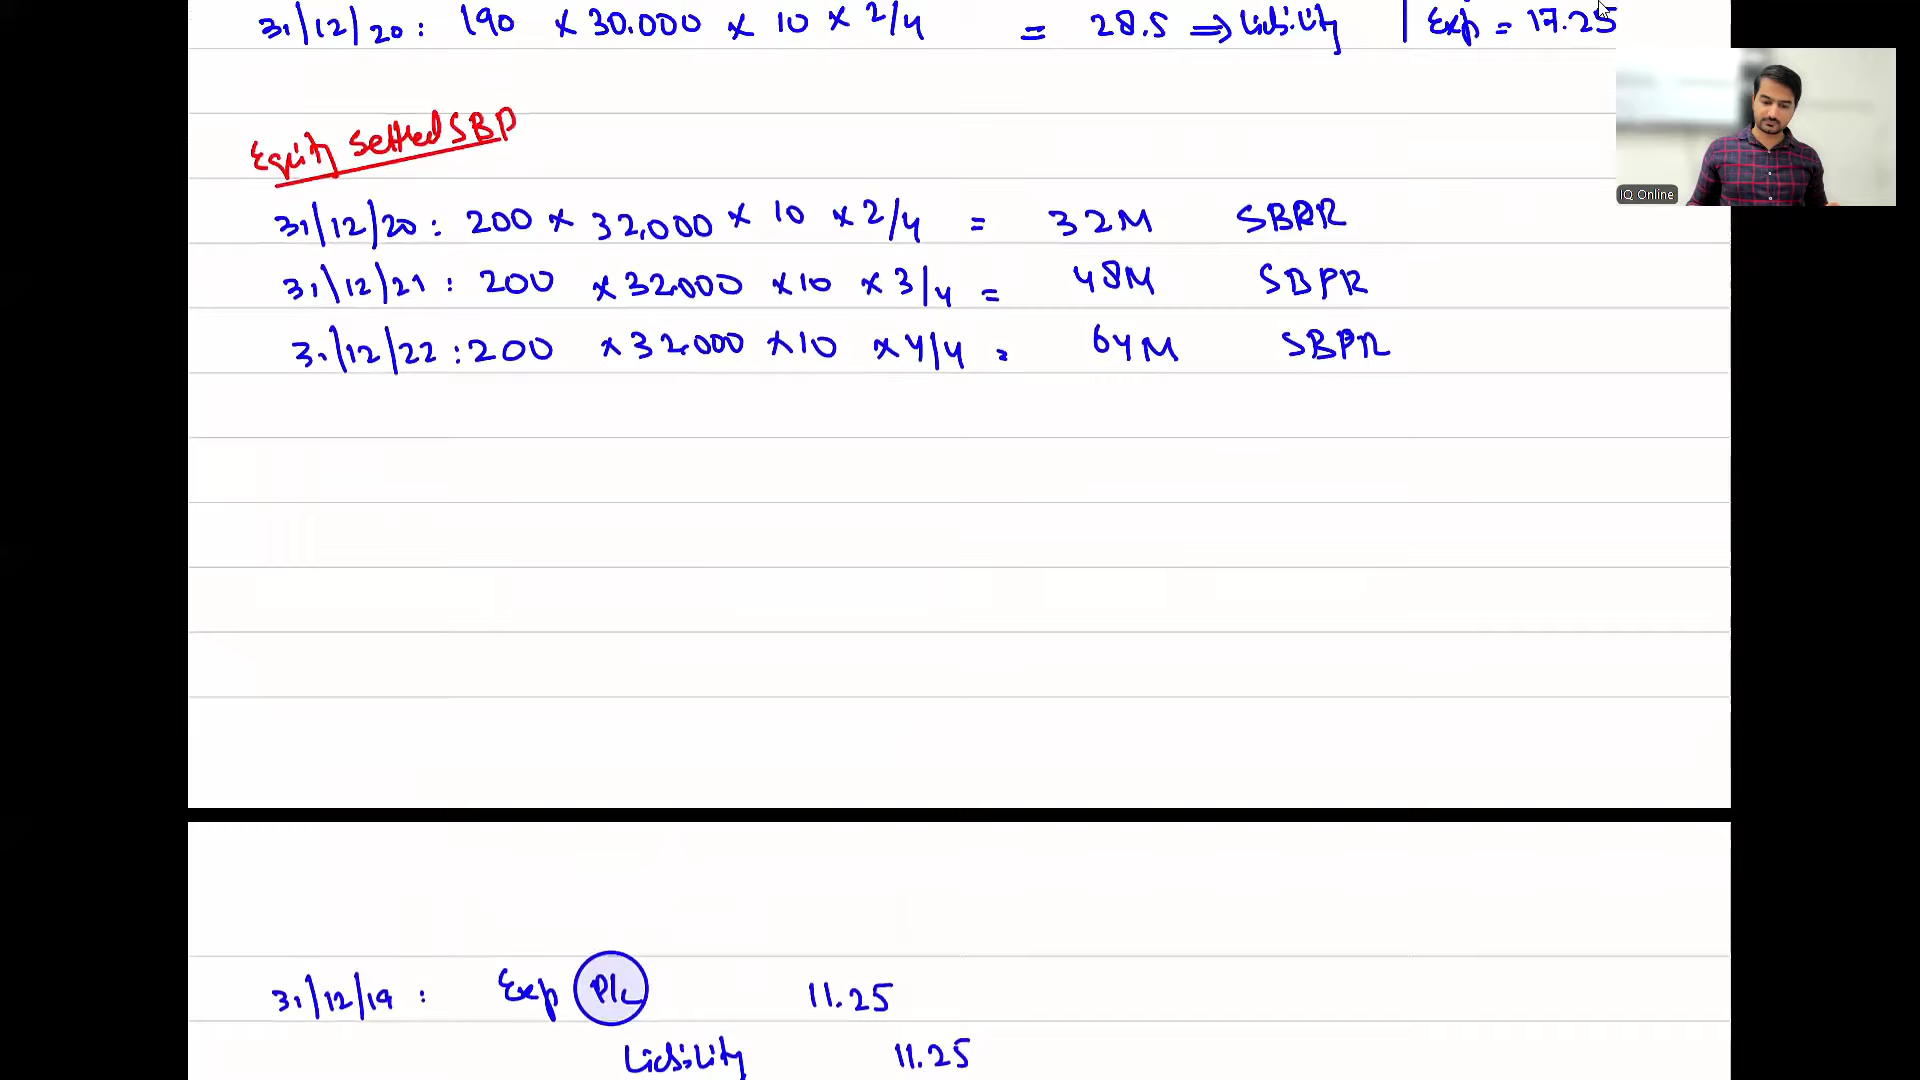 31/12/20: 190 × 30.000 × 10 × 2/4 = 28.5 ⇒ Liability | Exp = 17.25
IQ Online
Equity settled SBP
31/12/20: 200 × 32,000 × 10 × 2/4 = 32M SBPR
31/12/21: 200 × 32000 × 10 × 3/4 = 48M SBPR
31/12/22: 200 × 32.000 × 10 × 4/4 = 64M SBPR
31/12/19: Exp P/L 11.25
Liability 11.25